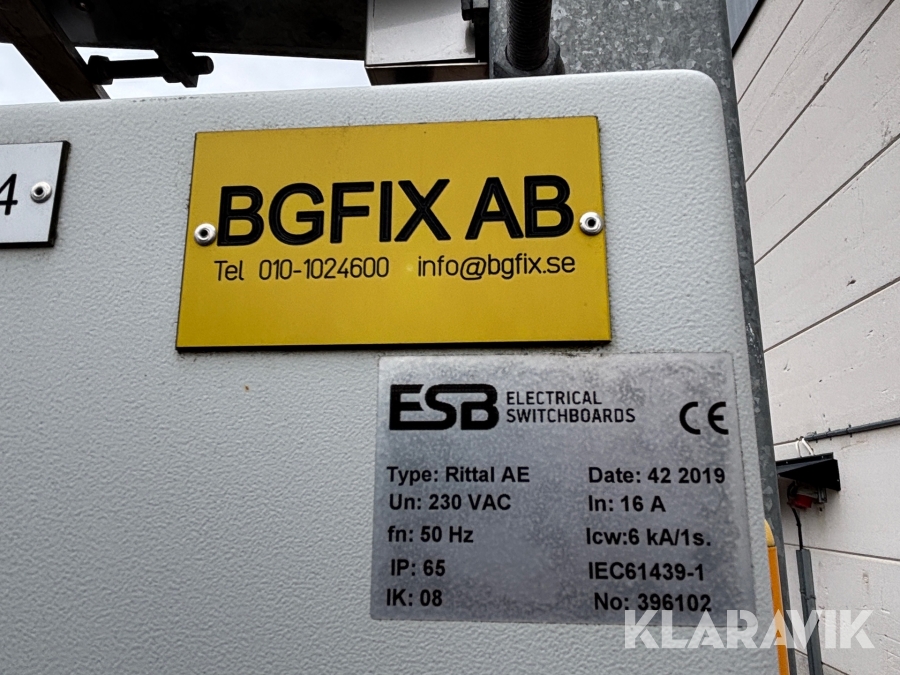 4
BGFIX AB
Tel 010-1024600 info@bgfix.se
ESB ELECTRICAL
SWITCHBOARDS
CE
Type: Rittal AE Date: 42 2019
Un: 230 VAC In: 16 A
fn: 50 Hz Icw:6 kA/1s.
IP: 65 IEC61439-1
IK: 08 No: 396102
KLARAVIK